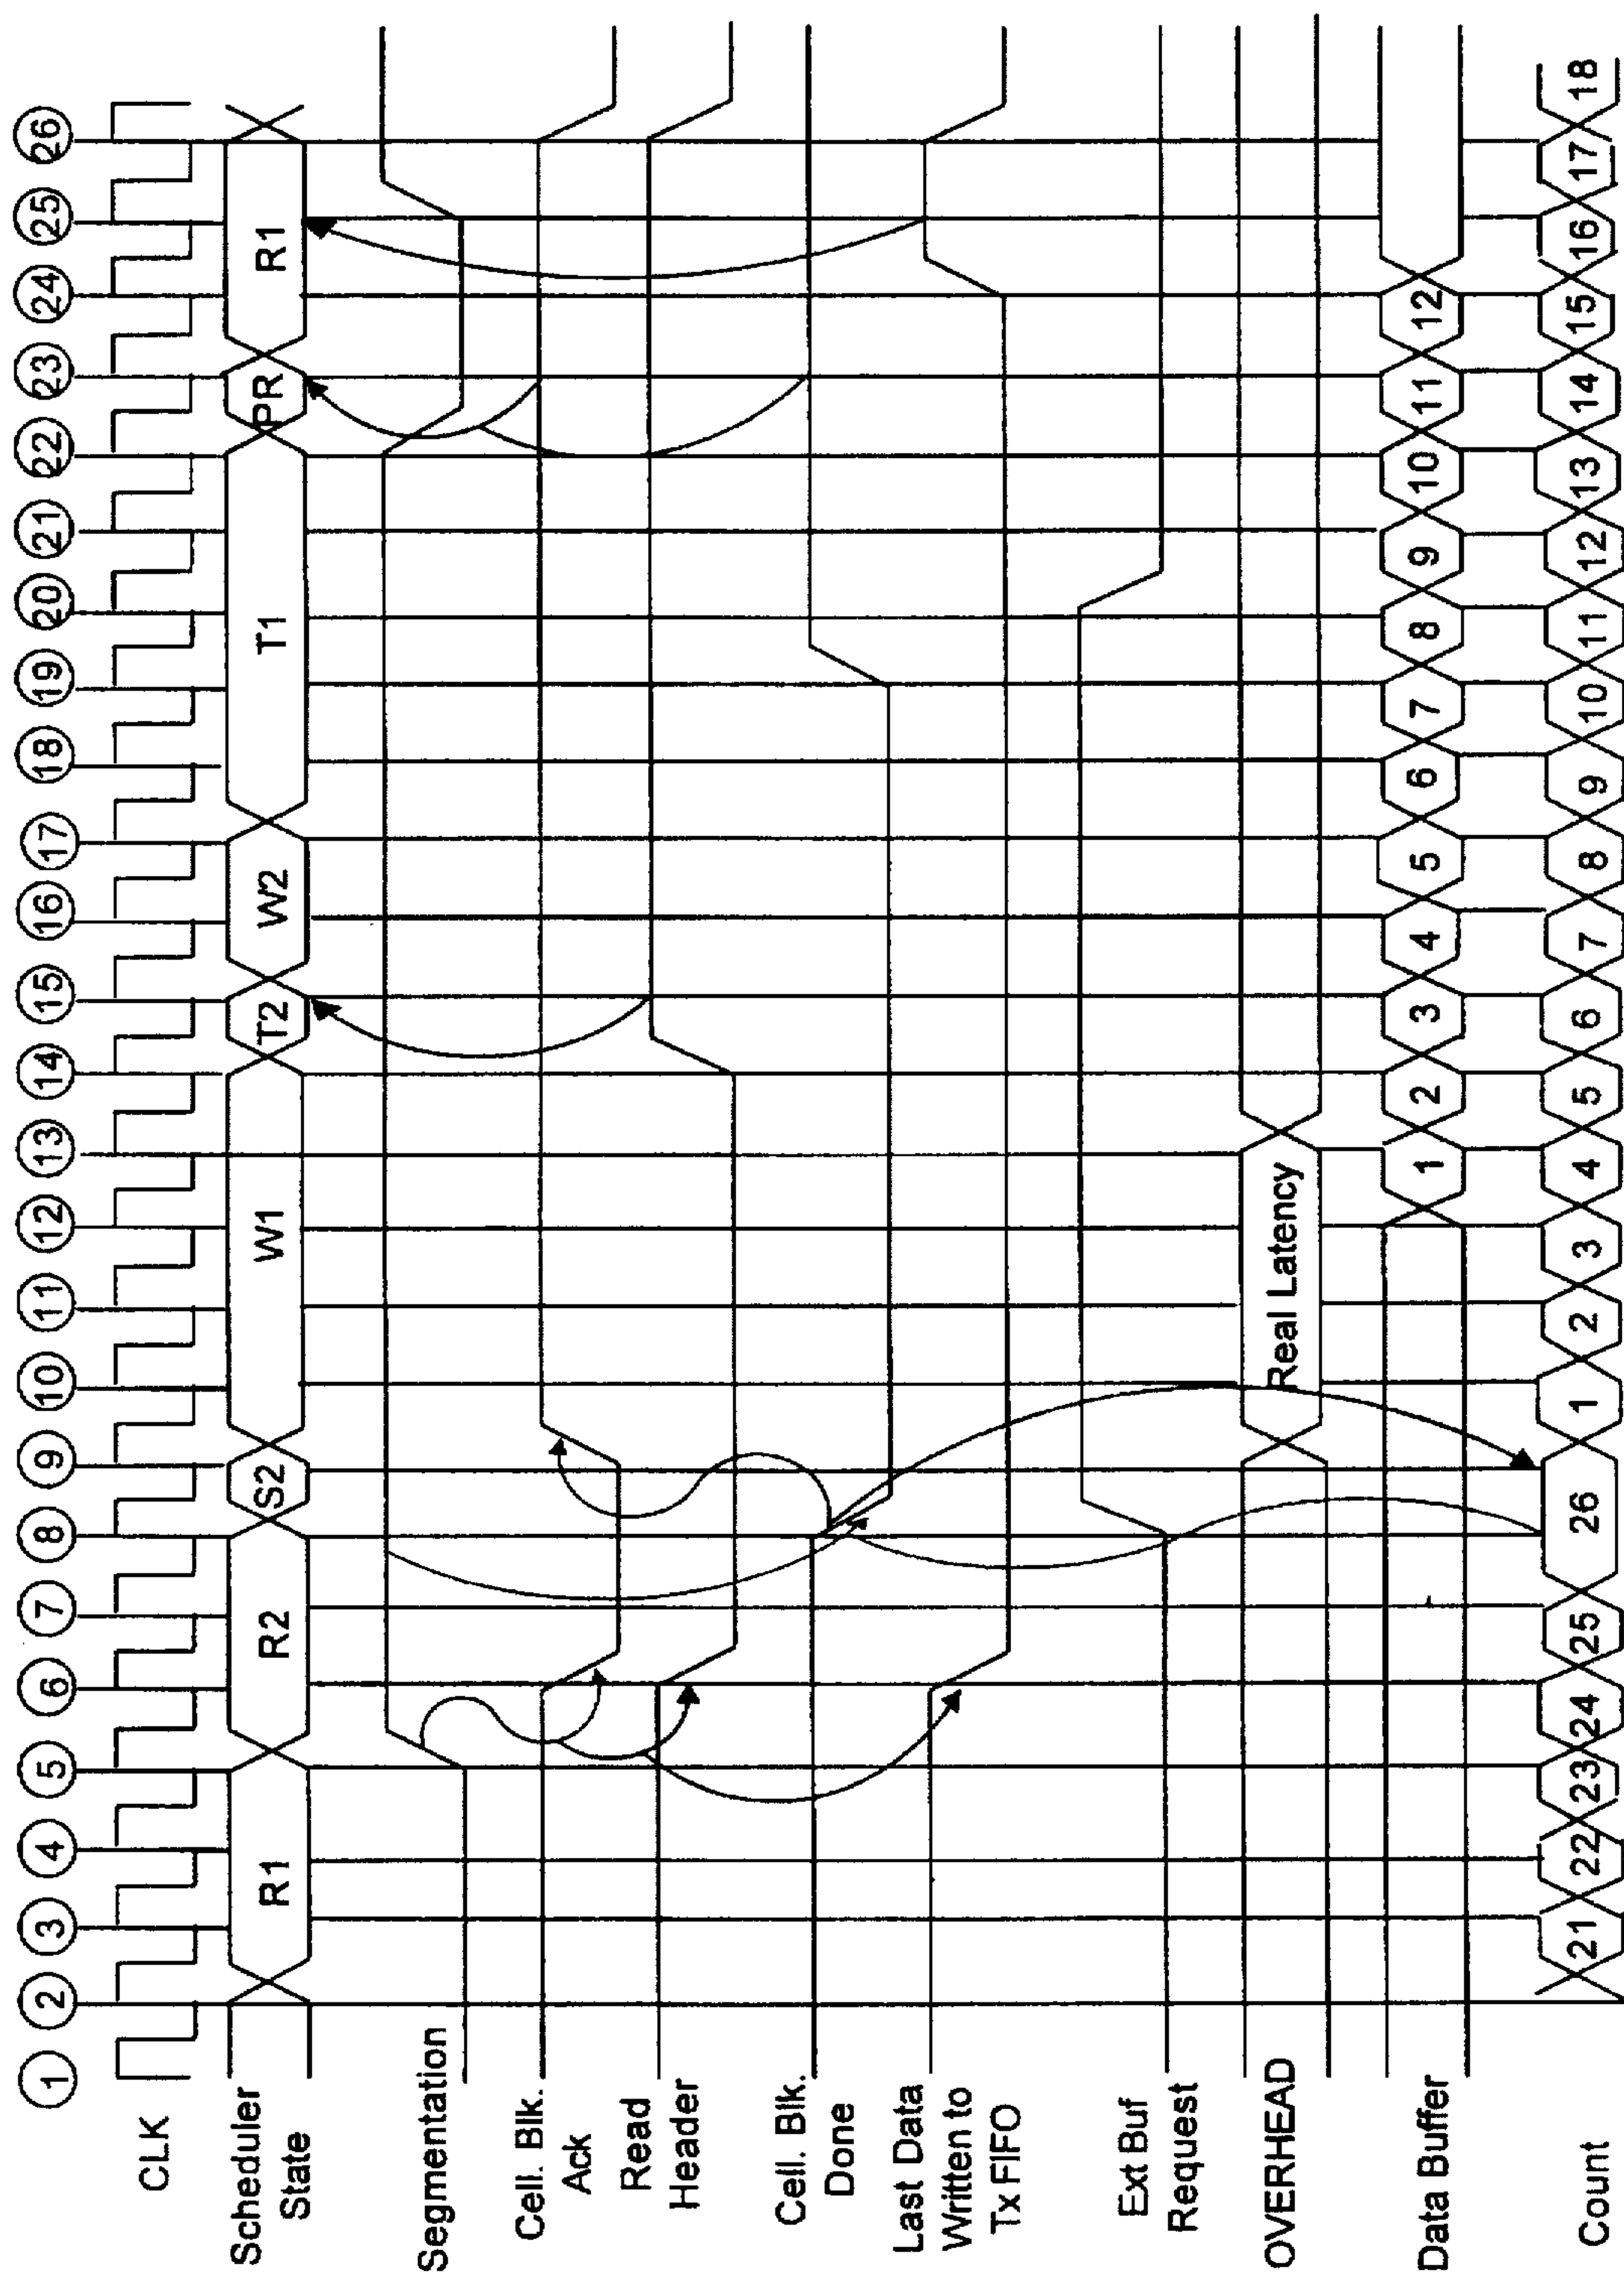 1 2 3 4 5 6 7 8 9 10 11 12 13 14 15 16 17 18 19 20 21 22 23 24 25 26
CLK
Scheduler
State
R1 R2 S2 W1 T2 W2 T1 PR R1
Segmentation
Cell. Blk.
Ack
Read
Header
Cell. Blk.
Done
Last Data
Written to
Tx FIFO
Ext Buf
Request
OVERHEAD
Real Latency
Data Buffer
1 2 3 4 5 6 7 8 9 10 11 12
Count
21 22 23 24 25 26 1 2 3 4 5 6 7 8 9 10 11 12 13 14 15 16 17 18